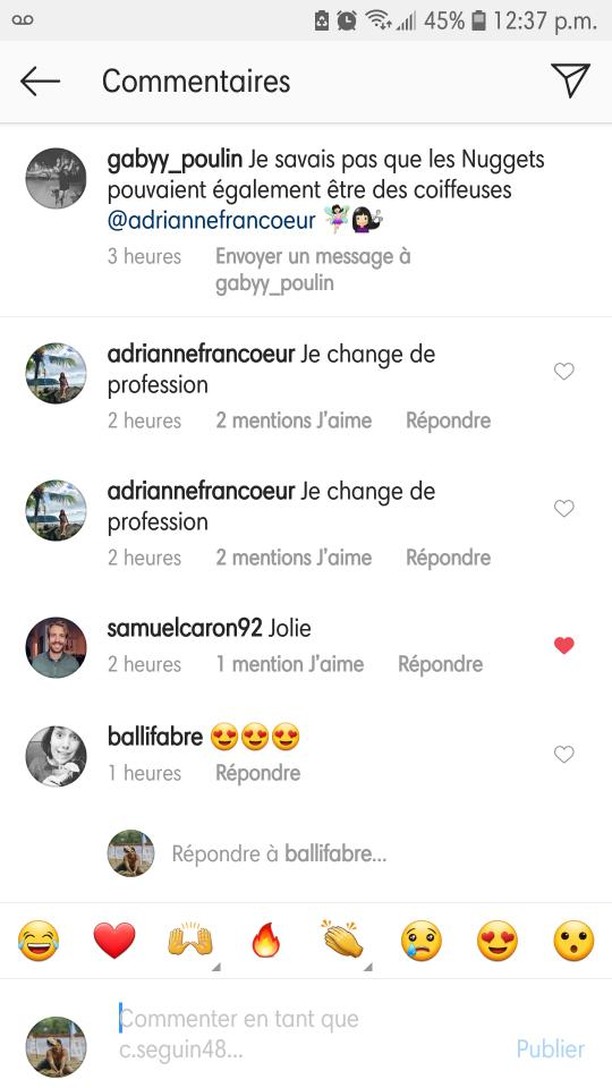 45% 12:37 p.m.
Commentaires
gabyy_poulin Je savais pas que les Nuggets
pouvaient également être des coiffeuses
@adriannefrancoeur 🧚🏻‍♀️💇🏻‍♀️
3 heures Envoyer un message à
gabyy_poulin
adriannefrancoeur Je change de
profession
2 heures 2 mentions J’aime Répondre
adriannefrancoeur Je change de
profession
2 heures 2 mentions J’aime Répondre
samuelcaron92 Jolie
2 heures 1 mention J’aime Répondre
ballifabre 😍😍😍
1 heures Répondre
Répondre à ballifabre...
😂 ❤️ 🙌 🔥 👏 😢 😍 😮
Commenter en tant que
c.seguin48...
Publier